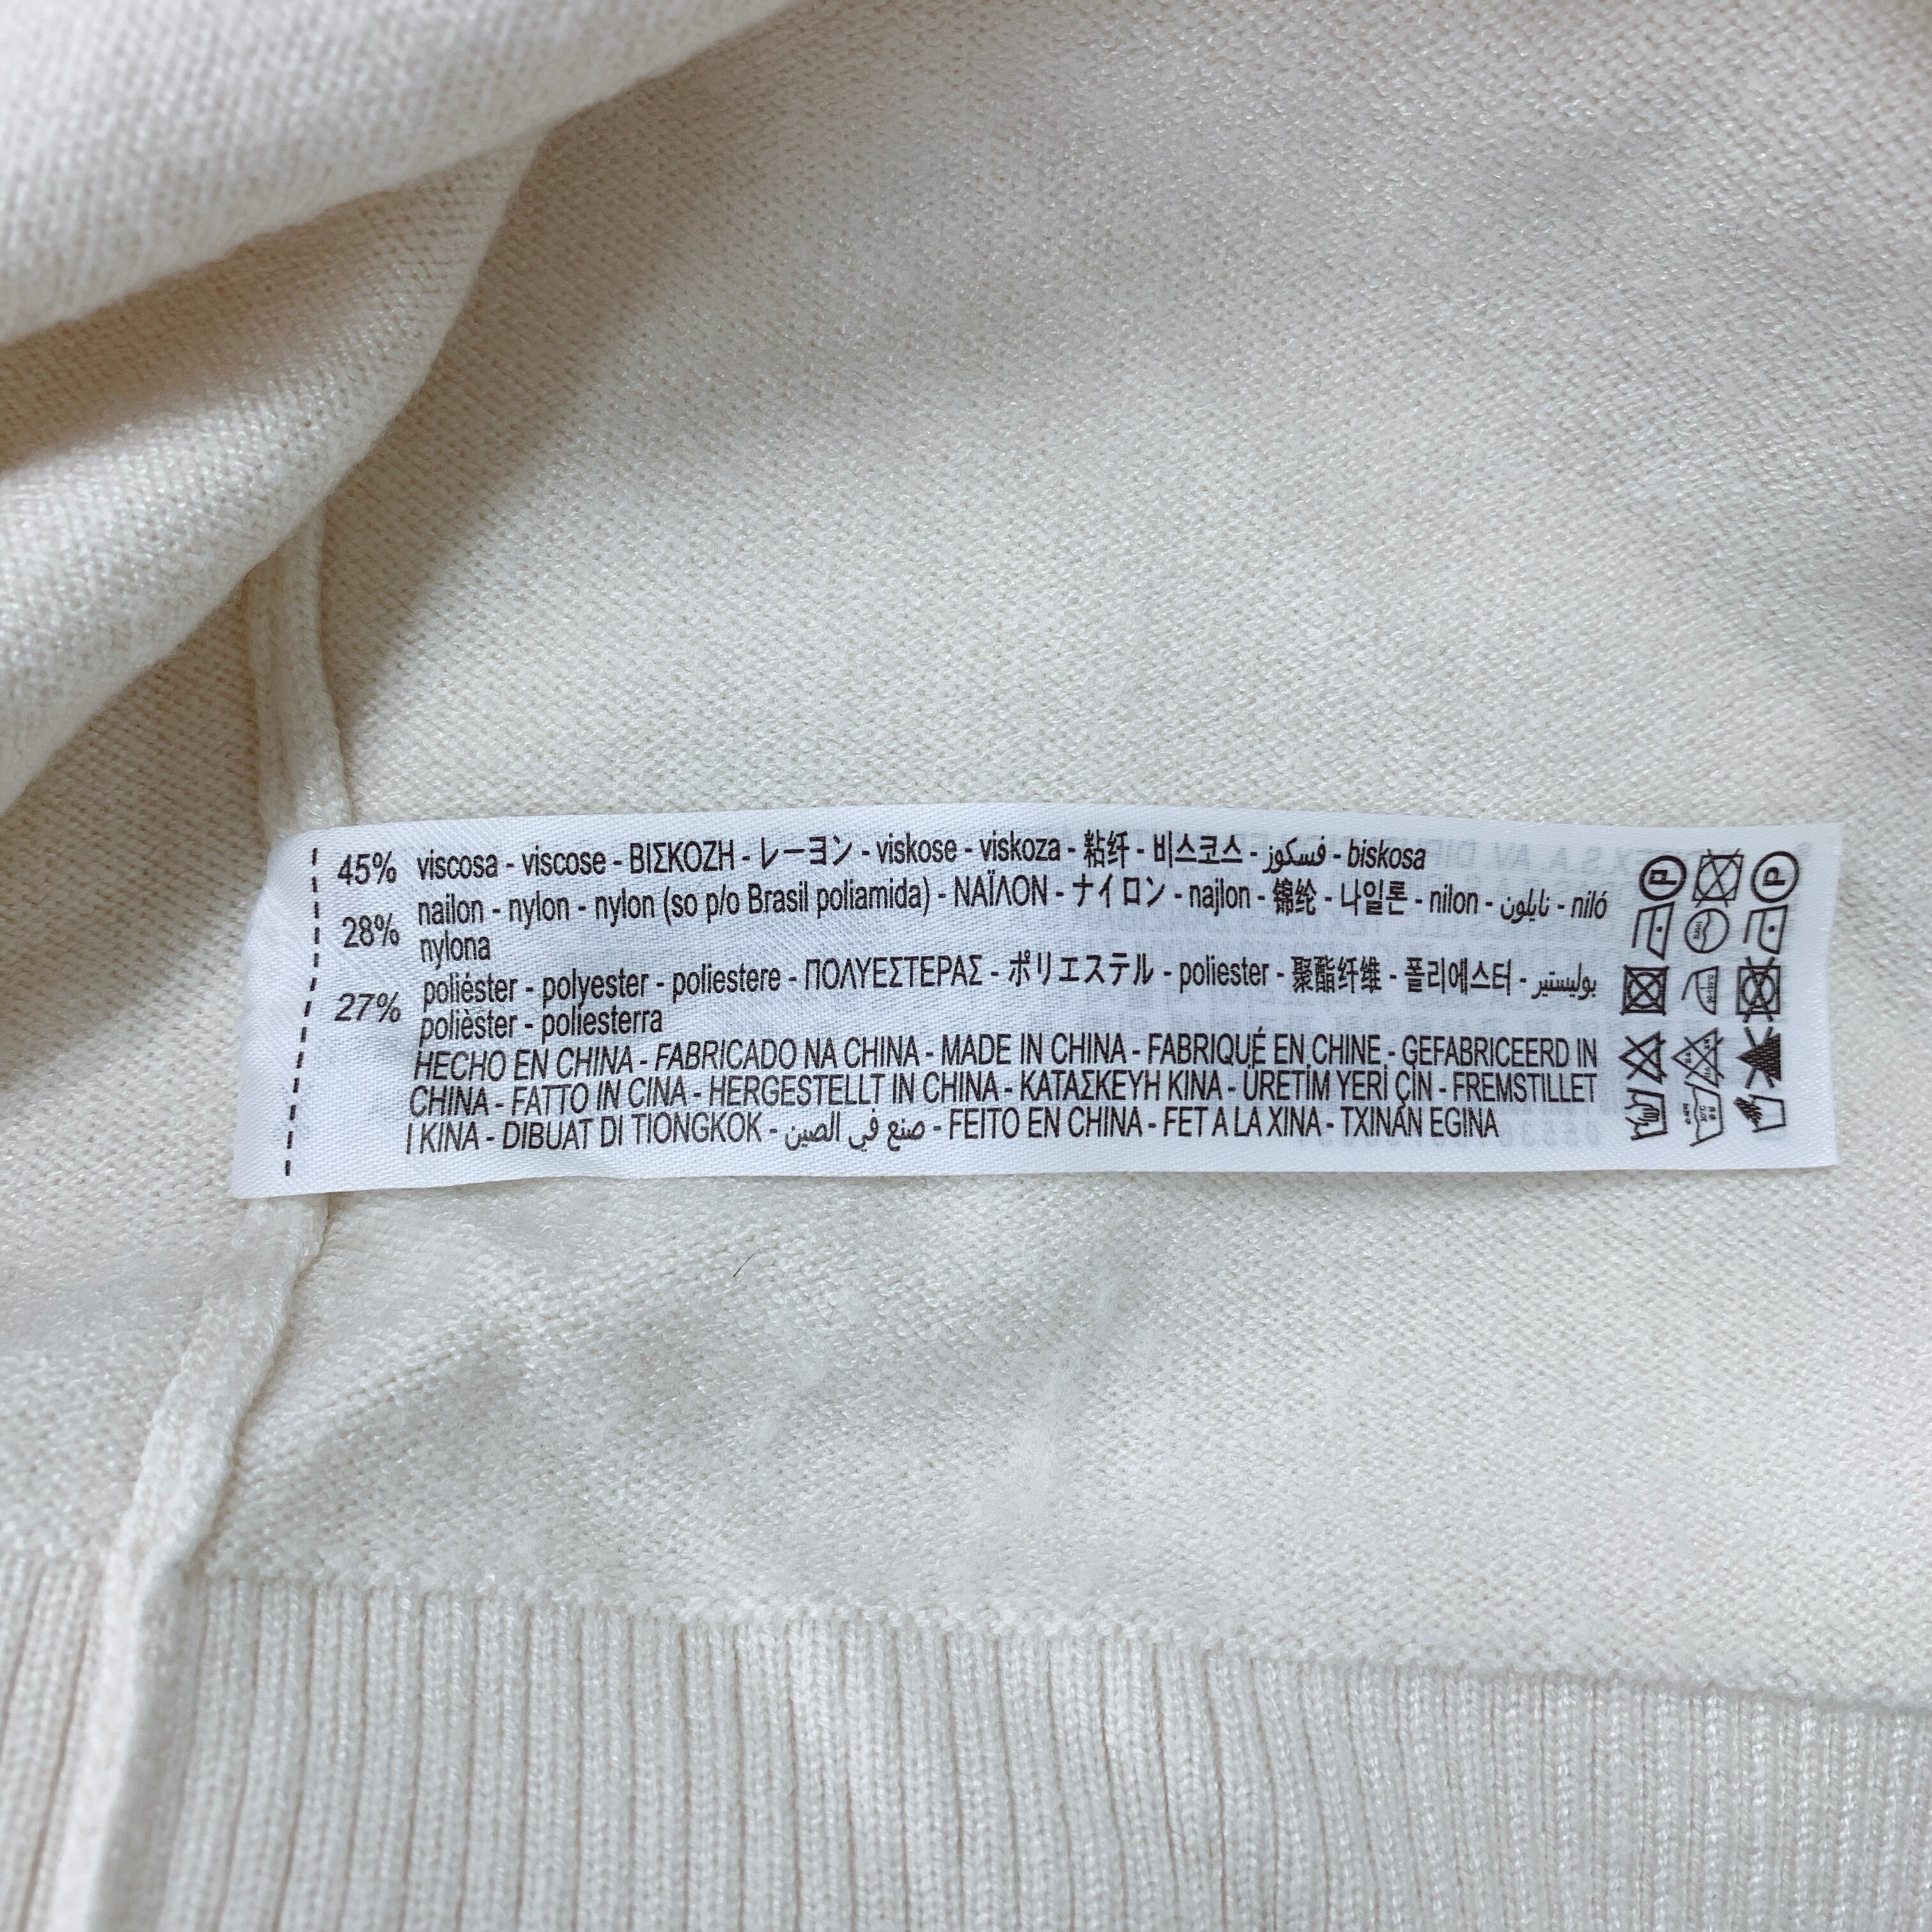 45% viscosa - viscose - ΒΙΣΚΟΖΗ - レーヨン - viskose - viskoza - 粘纤 - 비스코스 - فسكوز - biskosa
28% nailon - nylon - nylon (so p/o Brasil poliamida) - ΝΑΪΛΟΝ - ナイロン - najlon - 锦纶 - 나일론 - nilon - نايلون - niló
nylona
27% poliéster - polyester - poliestere - ΠΟΛΥΕΣΤΕΡΑΣ - ポリエステル - poliester - 聚酯纤维 - 폴리에스터 - بوليستير
polièster - poliesterra
HECHO EN CHINA - FABRICADO NA CHINA - MADE IN CHINA - FABRIQUÉ EN CHINE - GEFABRICEERD IN
CHINA - FATTO IN CINA - HERGESTELLT IN CHINA - ΚΑΤΑΣΚΕΥΗ ΚΙΝΑ - ÜRETİM YERİ ÇİN - FREMSTILLET
I KINA - DIBUAT DI TIONGKOK - صنع في الصين - FEITO EN CHINA - FET A LA XINA - TXINAN EGINA
P
P